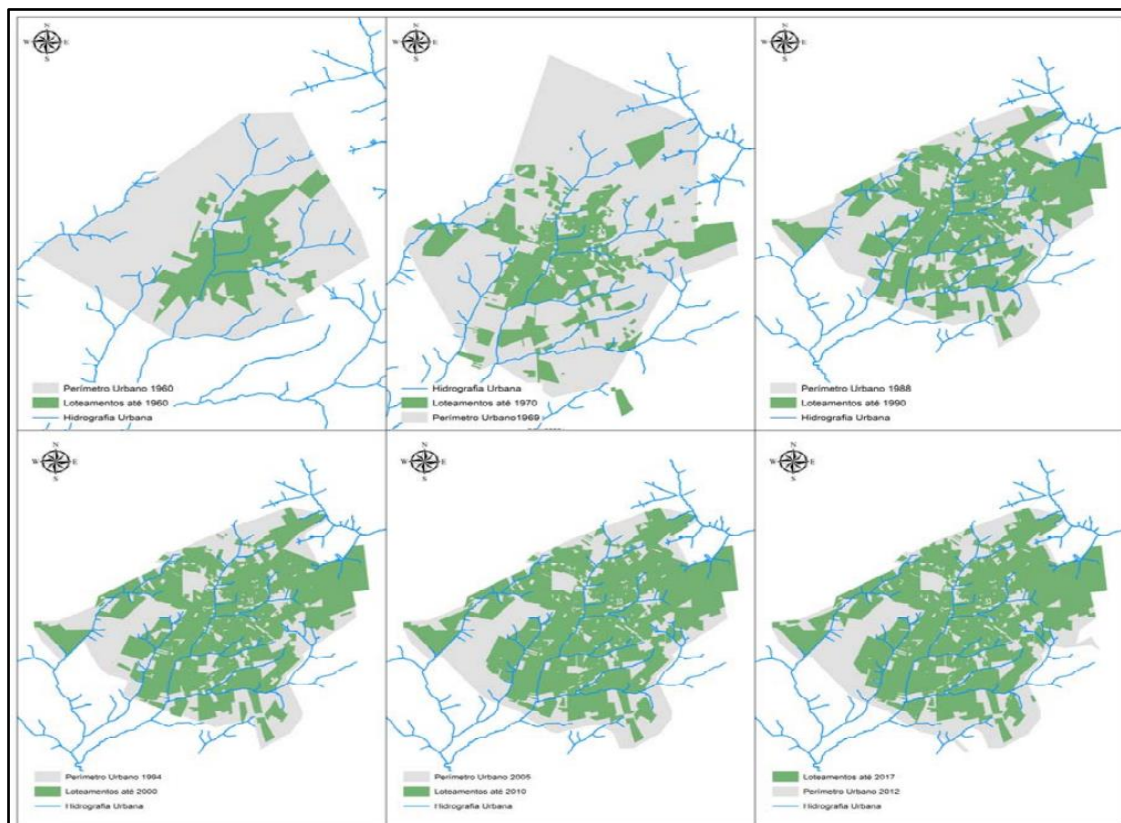 N
W E
S
Perímetro Urbano 1960
Loteamentos até 1960
Hidrografia Urbana
N
W E
S
Hidrografia Urbana
Loteamentos até 1970
Perímetro Urbano1969
N
W E
S
Perímetro Urbano 1988
Loteamentos até 1990
Hidrografia Urbana
N
W E
S
Perímetro Urbano 1994
Loteamentos até 2000
Hidrografia Urbana
N
W E
S
Perímetro Urbano 2005
Loteamentos até 2010
Hidrografia Urbana
N
W E
S
Loteamentos até 2017
Perímetro Urbano 2012
Hidrografia Urbana